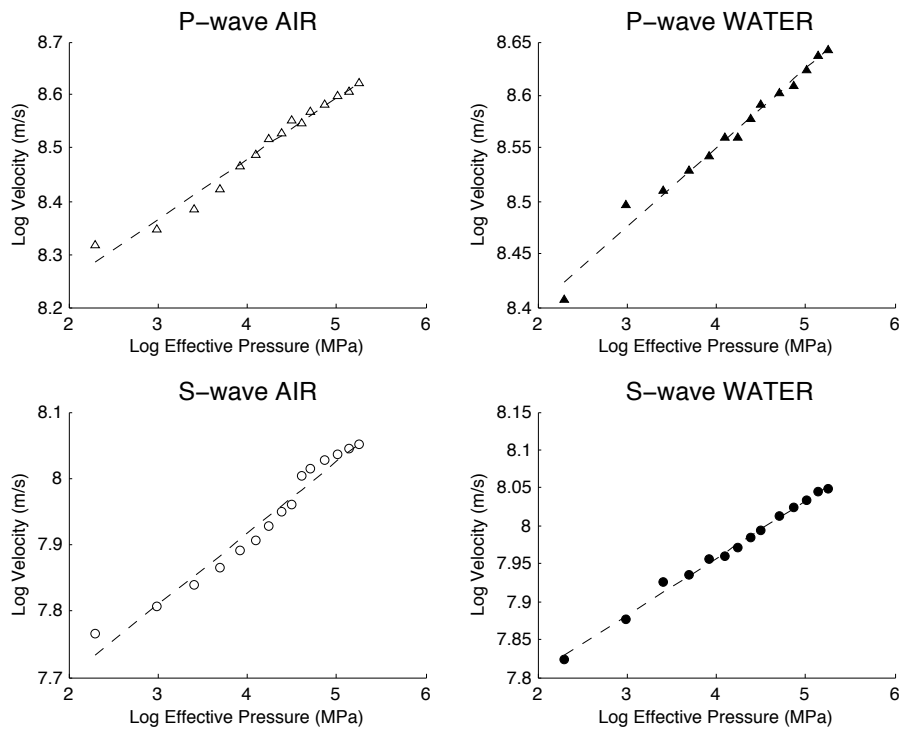 P−wave AIR
8.7
8.6
8.5
8.4
8.3
8.2
Log Velocity (m/s)
2 3 4 5 6
Log Effective Pressure (MPa)
P−wave WATER
8.65
8.6
8.55
8.5
8.45
8.4
Log Velocity (m/s)
2 3 4 5 6
Log Effective Pressure (MPa)
S−wave AIR
8.1
8
7.9
7.8
7.7
Log Velocity (m/s)
2 3 4 5 6
Log Effective Pressure (MPa)
S−wave WATER
8.15
8.1
8.05
8
7.95
7.9
7.85
7.8
Log Velocity (m/s)
2 3 4 5 6
Log Effective Pressure (MPa)